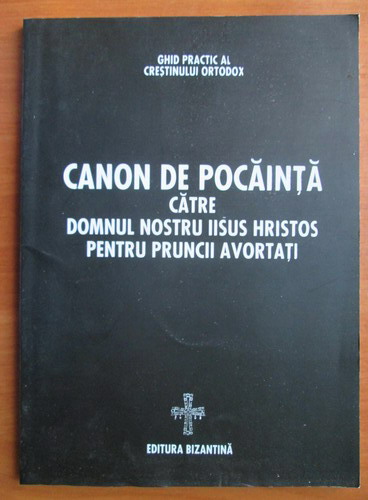 GHID PRACTIC AL
CREȘTINULUI ORTODOX
CANON DE POCĂINȚĂ
CĂTRE
DOMNUL NOSTRU IISUS HRISTOS
PENTRU PRUNCII AVORTAȚI
EDITURA BIZANTINĂ